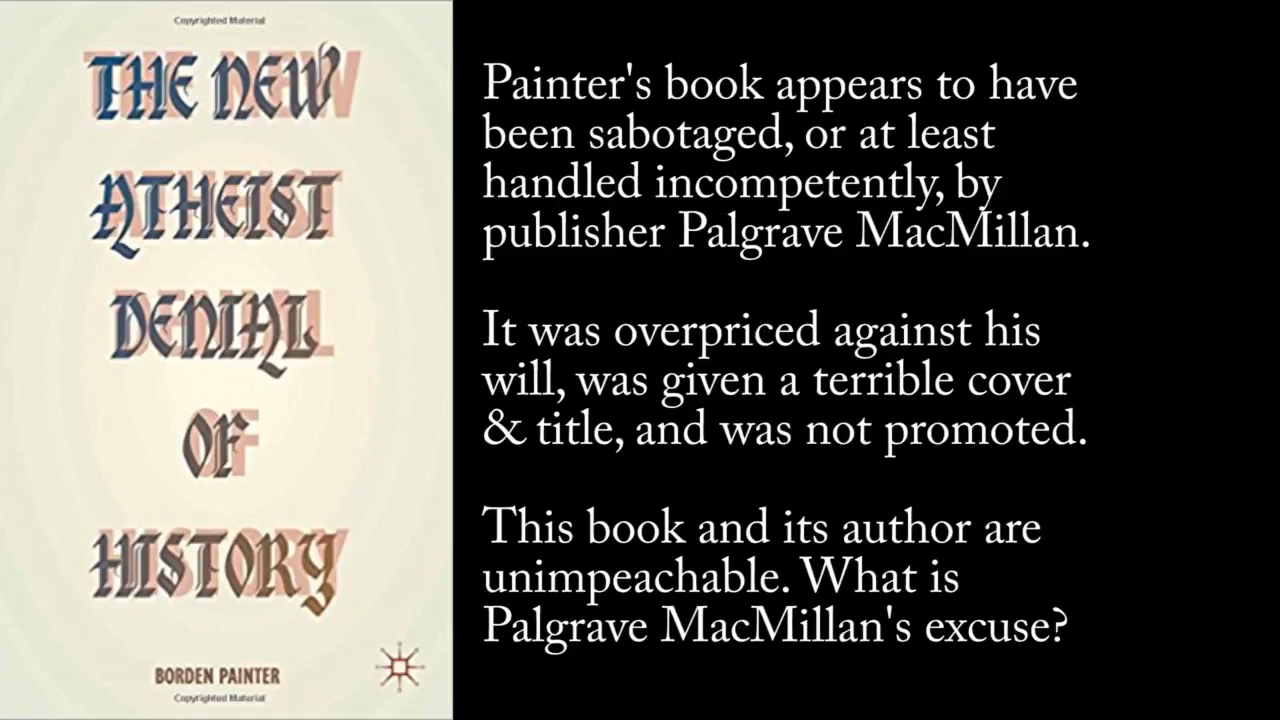 Copyrighted Material
THE NEW
ATHEIST
DENIAL
OF
HISTORY
BORDEN PAINTER
Copyrighted Material
Painter's book appears to have
been sabotaged, or at least
handled incompetently, by
publisher Palgrave MacMillan.
It was overpriced against his
will, was given a terrible cover
& title, and was not promoted.
This book and its author are
unimpeachable. What is
Palgrave MacMillan's excuse?